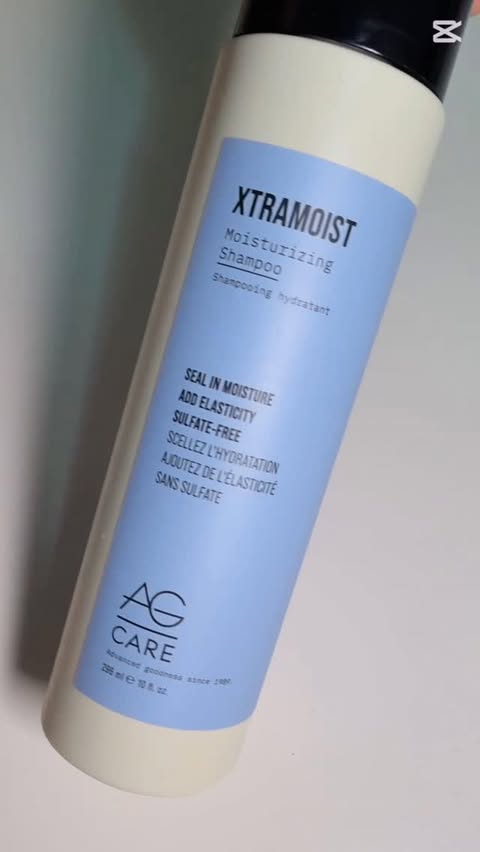 XTRAMOIST
Moisturizing
Shampoo
Shampooing hydratant
SEAL IN MOISTURE
ADD ELASTICITY
SULFATE-FREE
SCELLEZ L'HYDRATATION
AJOUTEZ DE L'ÉLASTICITÉ
SANS SULFATE
AG
CARE
Advanced goodness since 1989.
296 ml ℮ 10 fl. oz.